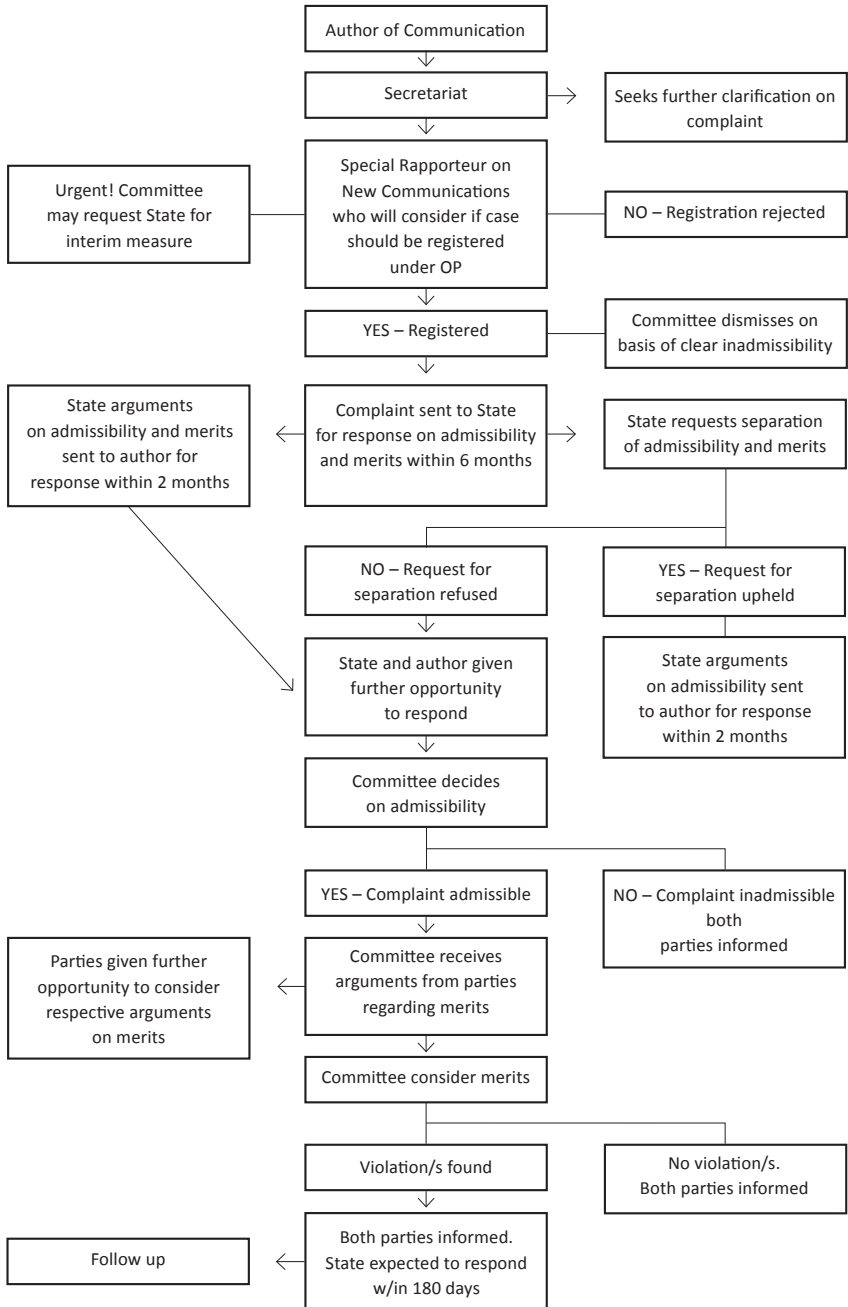 Author of Communication
Secretariat
Seeks further clarification on
complaint
Urgent! Committee
may request State for
interim measure
Special Rapporteur on
New Communications
who will consider if case
should be registered
under OP
NO – Registration rejected
YES – Registered
Committee dismisses on
basis of clear inadmissibility
State arguments
on admissibility and merits
sent to author for
response within 2 months
Complaint sent to State
for response on admissibility
and merits within 6 months
State requests separation
of admissibility and merits
NO – Request for
separation refused
YES – Request for
separation upheld
State and author given
further opportunity
to respond
State arguments
on admissibility sent
to author for response
within 2 months
Committee decides
on admissibility
YES – Complaint admissible
NO – Complaint inadmissible
both
parties informed
Parties given further
opportunity to consider
respective arguments
on merits
Committee receives
arguments from parties
regarding merits
Committee consider merits
Violation/s found
No violation/s.
Both parties informed
Follow up
Both parties informed.
State expected to respond
w/in 180 days